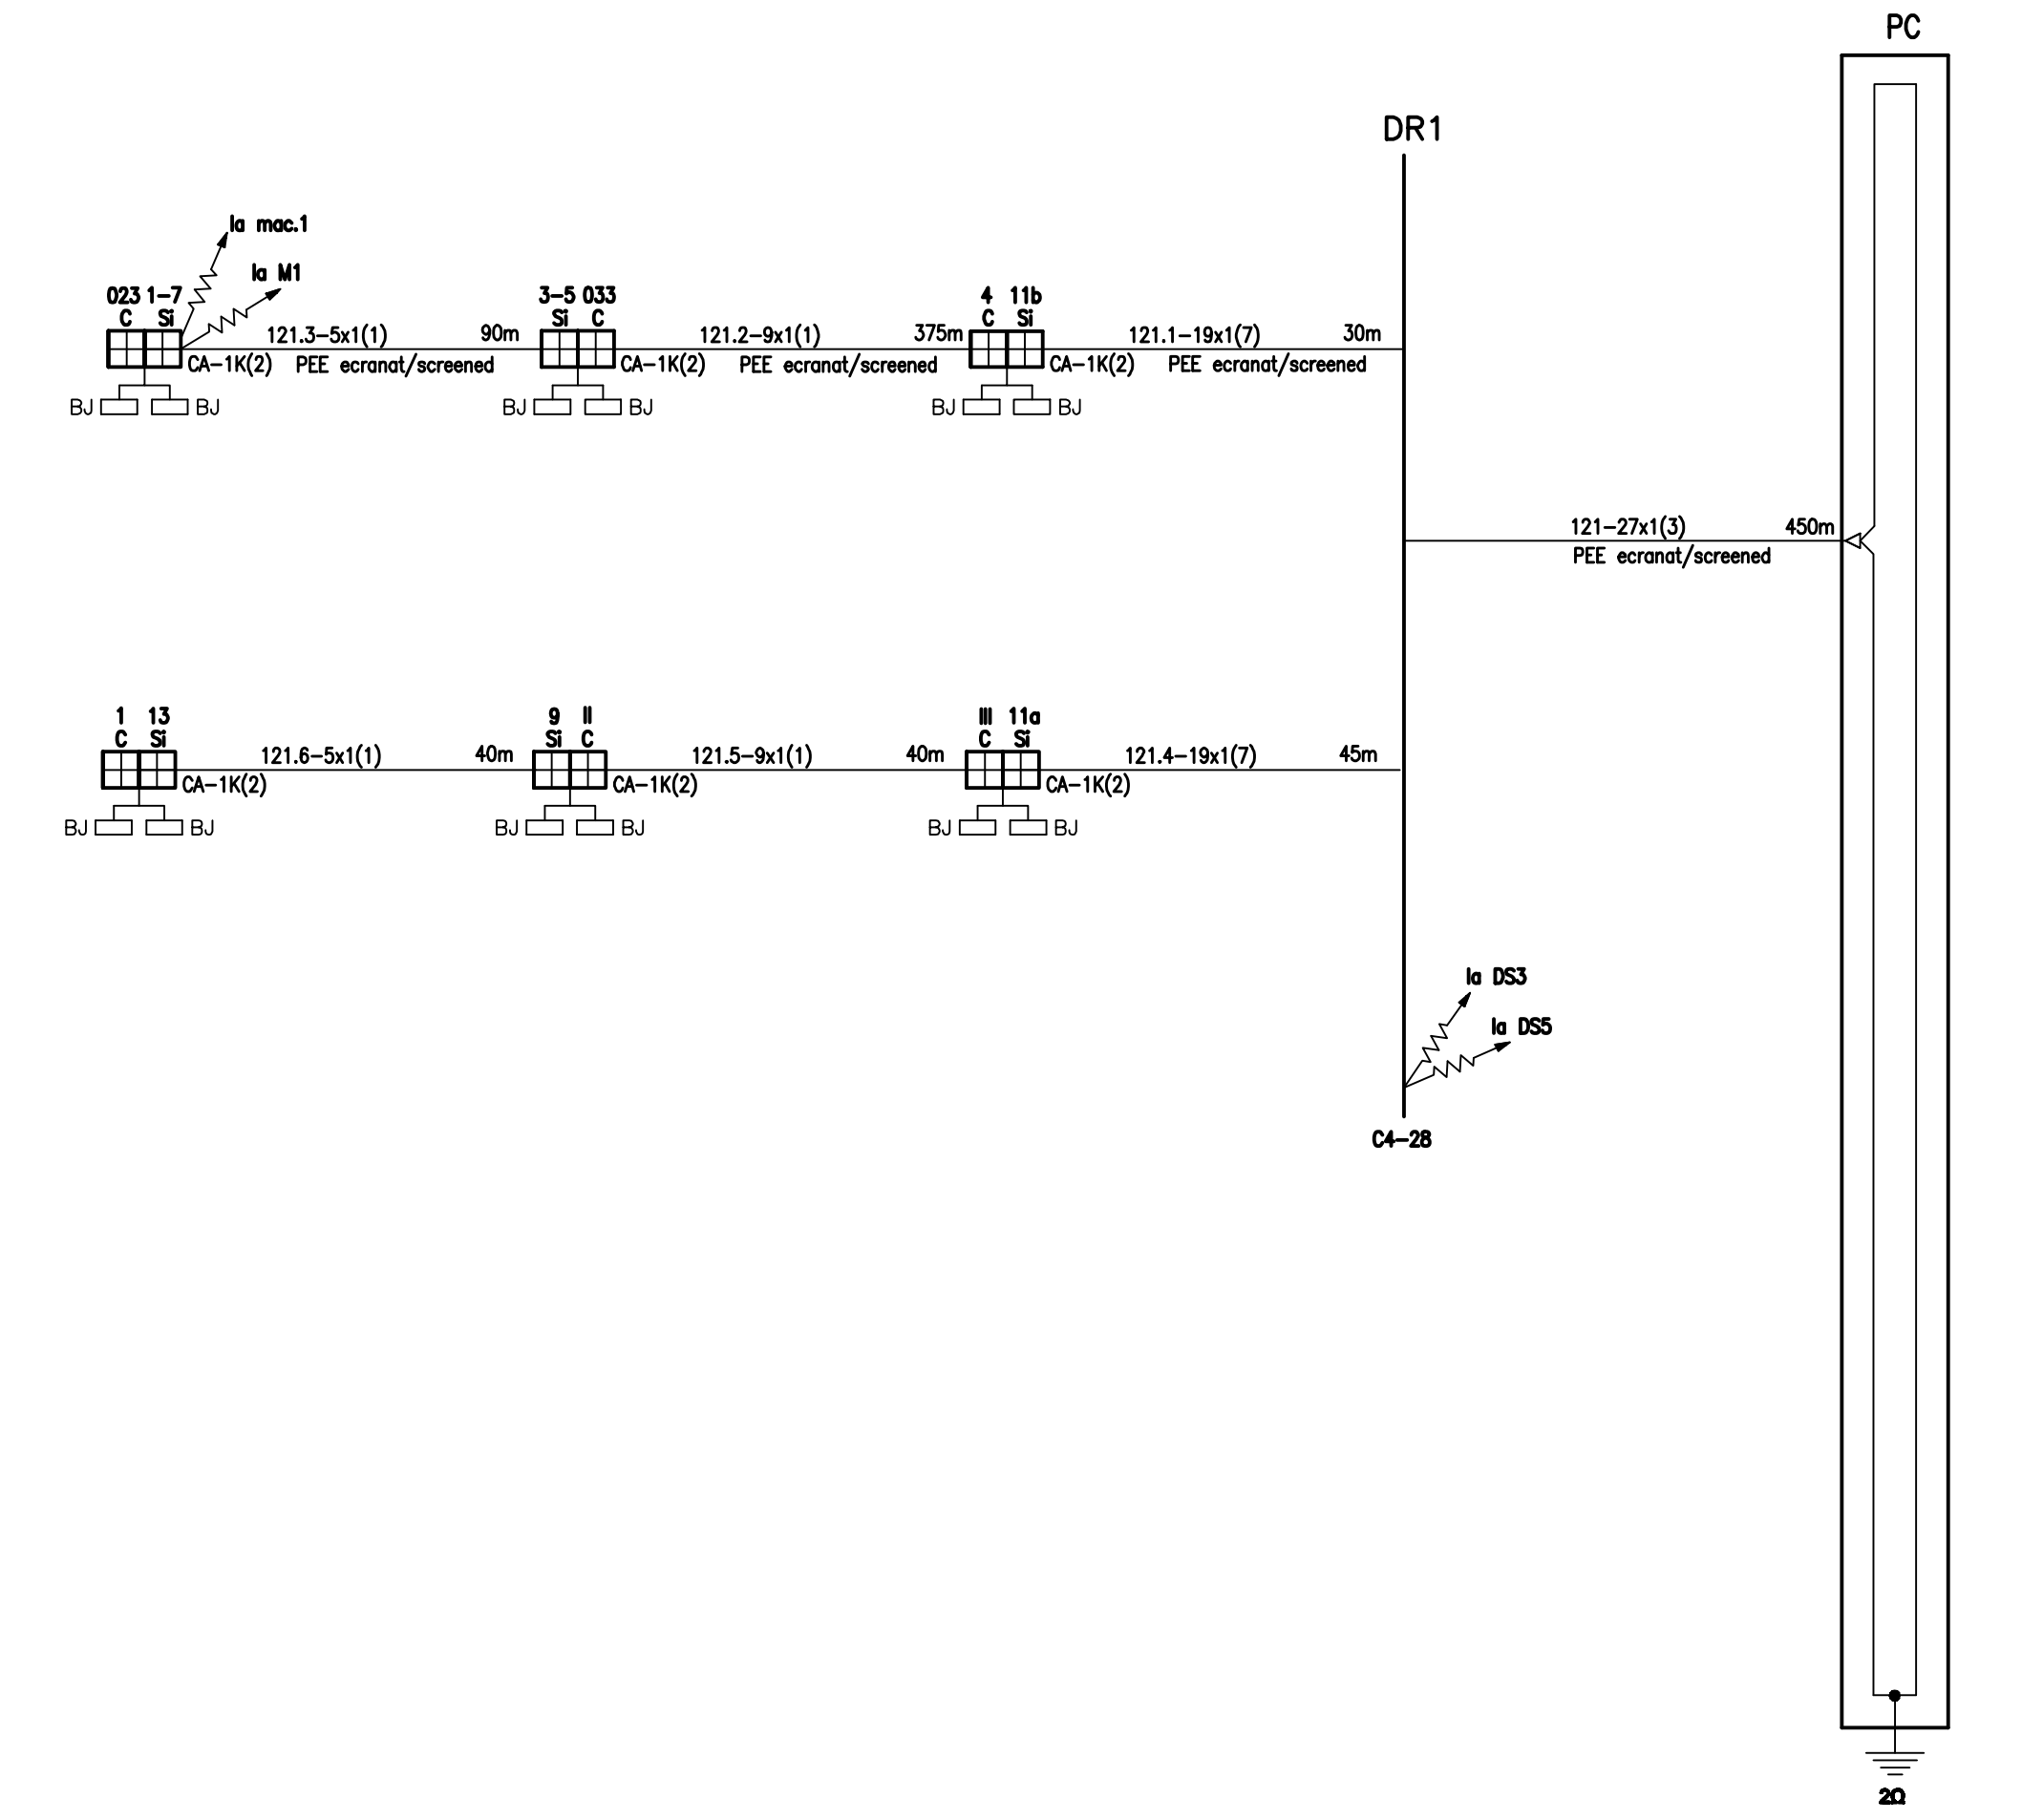 PC
DR1
la mac.1
la M1
023 1-7
C Si
121.3-5x1(1) 90m
CA-1K(2) PEE ecranat/screened
BJ BJ
3-5 033
Si C
121.2-9x1(1) 375m
CA-1K(2) PEE ecranat/screened
BJ BJ
4 11b
C Si
121.1-19x1(7) 30m
CA-1K(2) PEE ecranat/screened
BJ BJ
121-27x1(3) 450m
PEE ecranat/screened
1 13
C Si
121.6-5x1(1) 40m
CA-1K(2)
BJ BJ
9 II
Si C
121.5-9x1(1) 40m
CA-1K(2)
BJ BJ
III 11a
C Si
121.4-19x1(7) 45m
CA-1K(2)
BJ BJ
la DS3
la DS5
C4-28
2Ω